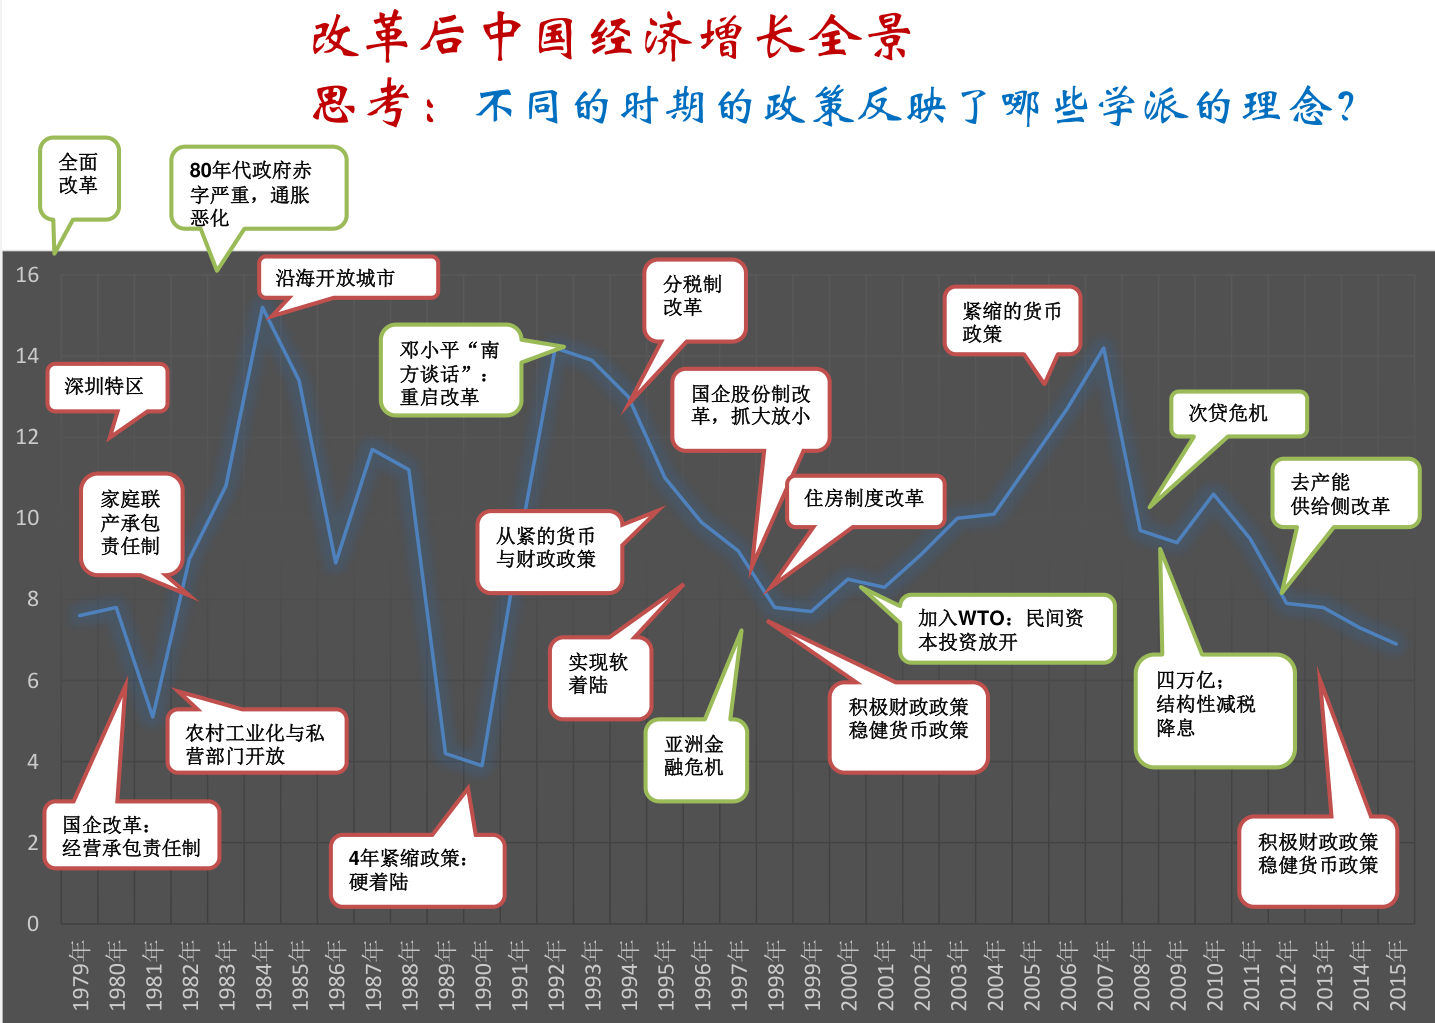 改革后中国经济增长全景
思考：不同的时期的政策反映了哪些学派的理念?
全面
改革
80年代政府赤
字严重，通胀
恶化
沿海开放城市
深圳特区
邓小平“南
方谈话”：
重启改革
分税制
改革
紧缩的货币
政策
国企股份制改
革，抓大放小
次贷危机
家庭联
产承包
责任制
从紧的货币
与财政政策
住房制度改革
去产能
供给侧改革
加入WTO：民间资
本投资放开
实现软
着陆
农村工业化与私
营部门开放
亚洲金
融危机
积极财政政策
稳健货币政策
四万亿；
结构性减税
降息
国企改革：
经营承包责任制
4年紧缩政策：
硬着陆
积极财政政策
稳健货币政策
16
14
12
10
8
6
4
2
0
1979年
1980年
1981年
1982年
1983年
1984年
1985年
1986年
1987年
1988年
1989年
1990年
1991年
1992年
1993年
1994年
1995年
1996年
1997年
1998年
1999年
2000年
2001年
2002年
2003年
2004年
2005年
2006年
2007年
2008年
2009年
2010年
2011年
2012年
2013年
2014年
2015年